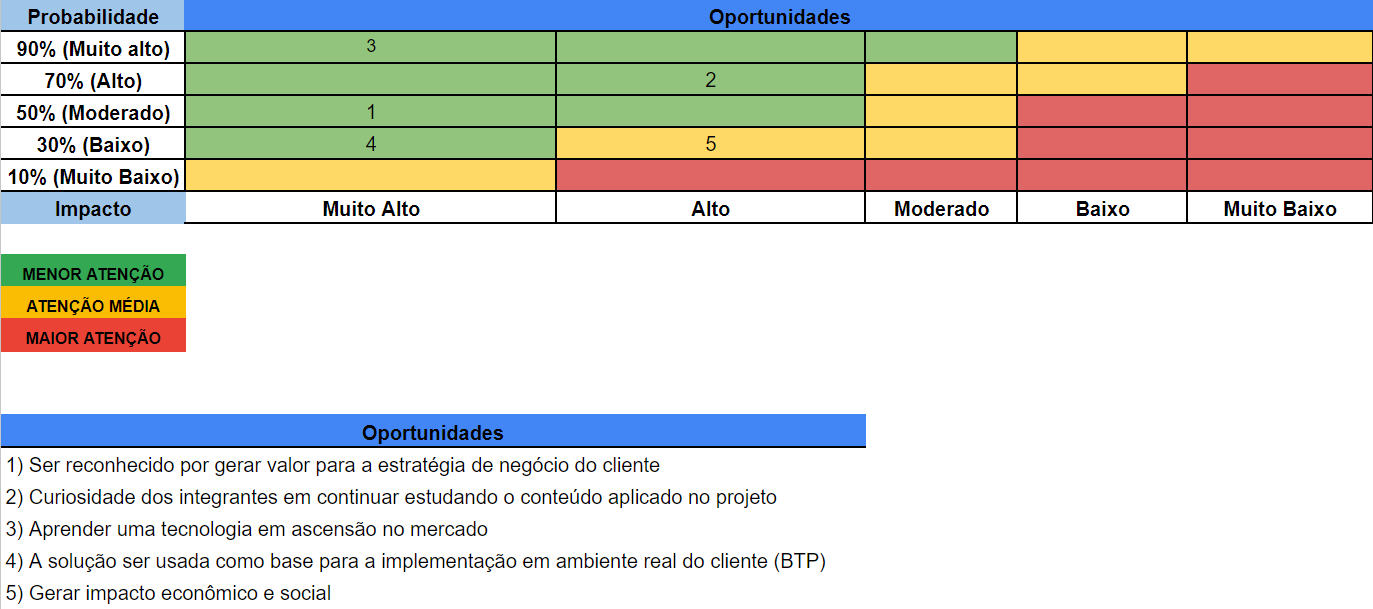 Probabilidade Oportunidades
90% (Muito alto) 3
70% (Alto) 2
50% (Moderado) 1
30% (Baixo) 4 5
10% (Muito Baixo)
Impacto Muito Alto Alto Moderado Baixo Muito Baixo
MENOR ATENÇÃO
ATENÇÃO MÉDIA
MAIOR ATENÇÃO
Oportunidades
1) Ser reconhecido por gerar valor para a estratégia de negócio do cliente
2) Curiosidade dos integrantes em continuar estudando o conteúdo aplicado no projeto
3) Aprender uma tecnologia em ascensão no mercado
4) A solução ser usada como base para a implementação em ambiente real do cliente (BTP)
5) Gerar impacto econômico e social